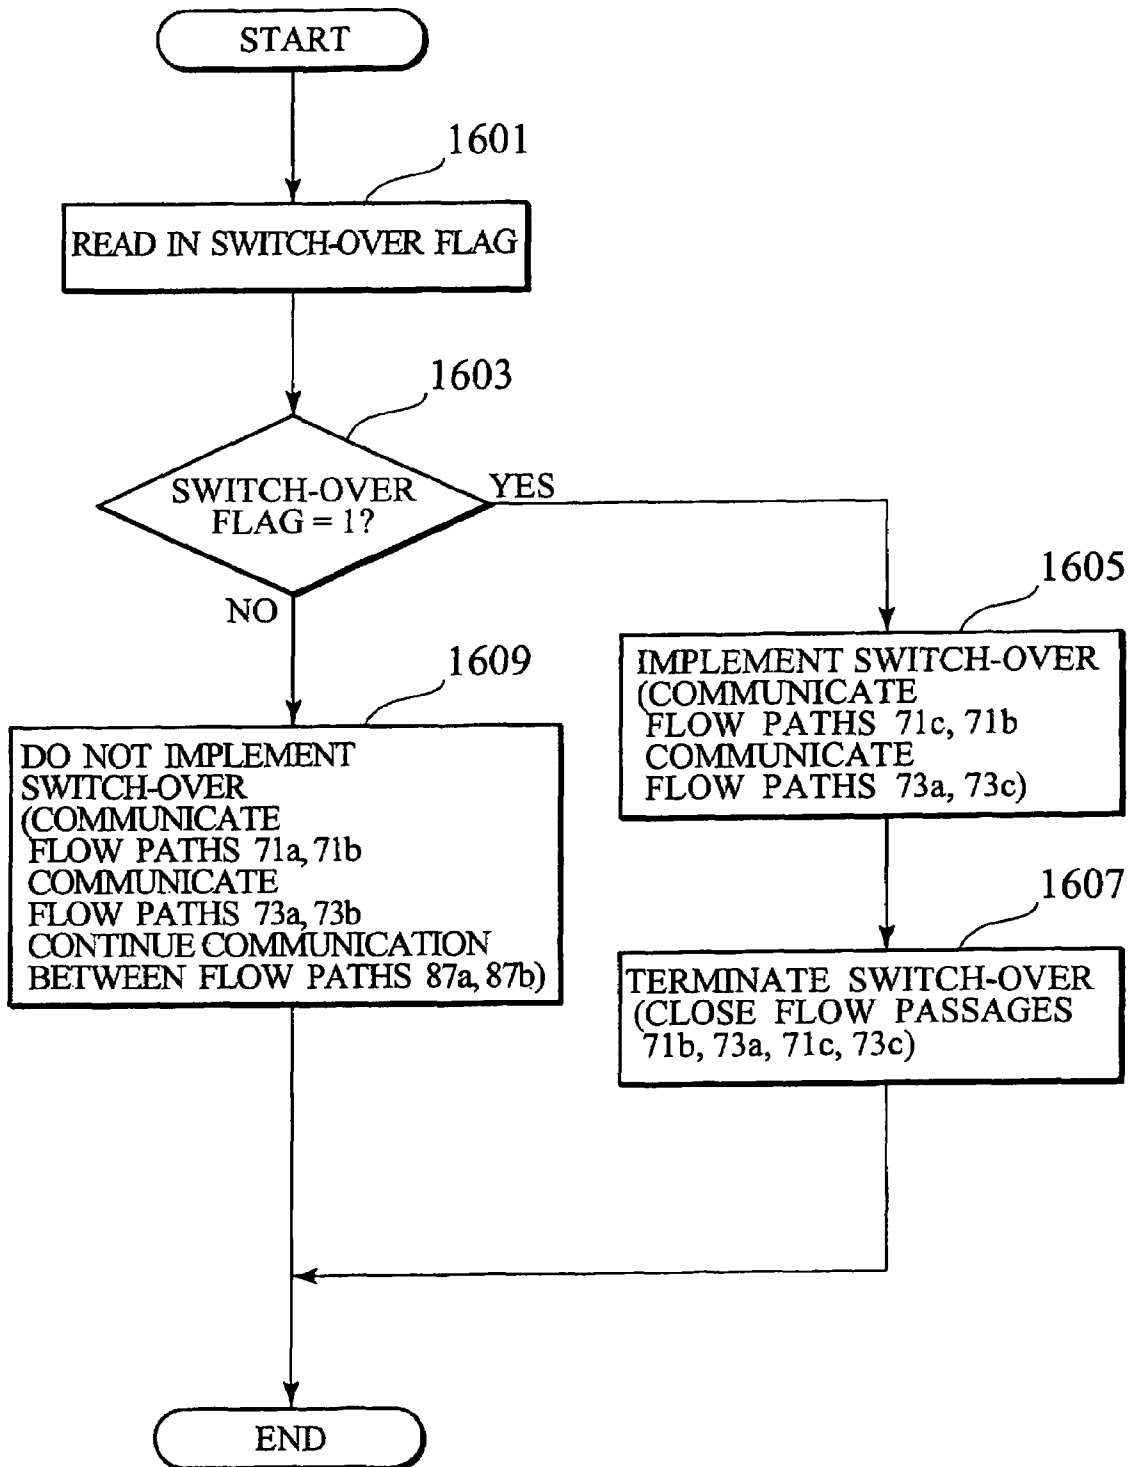 START
1601
READ IN SWITCH-OVER FLAG
1603
SWITCH-OVER
FLAG = 1?
YES
NO
1605
IMPLEMENT SWITCH-OVER
(COMMUNICATE
FLOW PATHS 71c, 71b
COMMUNICATE
FLOW PATHS 73a, 73c)
1609
DO NOT IMPLEMENT
SWITCH-OVER
(COMMUNICATE
FLOW PATHS 71a, 71b
COMMUNICATE
FLOW PATHS 73a, 73b
CONTINUE COMMUNICATION
BETWEEN FLOW PATHS 87a, 87b)
1607
TERMINATE SWITCH-OVER
(CLOSE FLOW PASSAGES
71b, 73a, 71c, 73c)
END